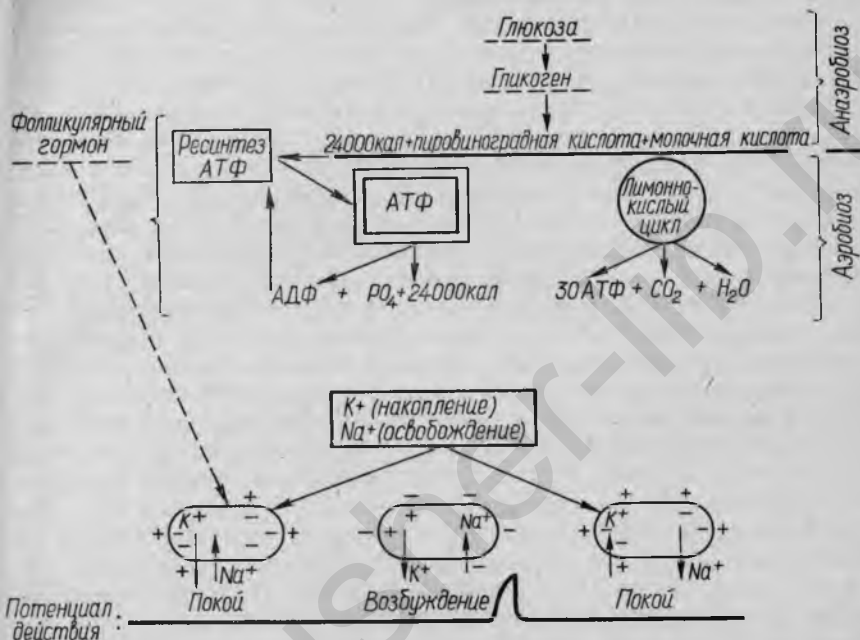 Глюкоза
Гликоген
24000кал+пировиноградная кислота+молочная кислота
Анаэробиоз
Фолликулярный
гормон
Ресинтез
АТФ
АТФ
Лимонно-
кислый
цикл
Аэробиоз
АДФ + PO4+24000кал
30АТФ + CO2 + H2O
K+ (накопление)
Na+ (освобождение)
+ + - - + + -
+ - K+ - - + - + + Na+ - + - K+ - - +
+ Na+ K+ - + Na+
Покой Возбуждение Покой
Потенциал
действия :